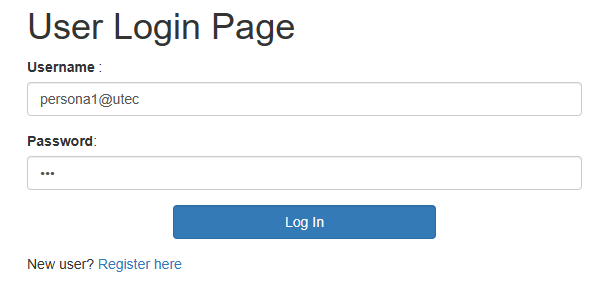 User Login Page
Username :
persona1@utec
Password:
•••
Log In
New user? Register here